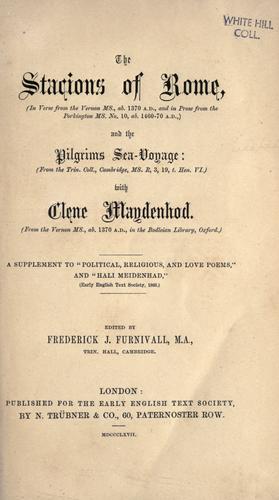 WHITE HILL
COLL.
The
Stacions of Rome,
(In Verse from the Vernon MS., ab. 1370 A.D., and in Prose from the
Porkington MS. No. 10, ab. 1460-70 A.D.,)
and the
Pilgrims Sea-Voyage:
(From the Trin. Coll., Cambridge, MS. R, 3, 19, t. Hen. VI.)
with
Clene Maydenhod.
(From the Vernon MS., ab. 1370 A.D., in the Bodleian Library, Oxford.)
A SUPPLEMENT TO "POLITICAL, RELIGIOUS, AND LOVE POEMS,"
AND "HALI MEIDENHAD,"
(Early English Text Society, 1866.)
EDITED BY
FREDERICK J. FURNIVALL, M.A.,
TRIN. HALL, CAMBRIDGE.
LONDON:
PUBLISHED FOR THE EARLY ENGLISH TEXT SOCIETY,
BY N. TRÜBNER & CO., 60, PATERNOSTER ROW.
MDCCCLXVII.